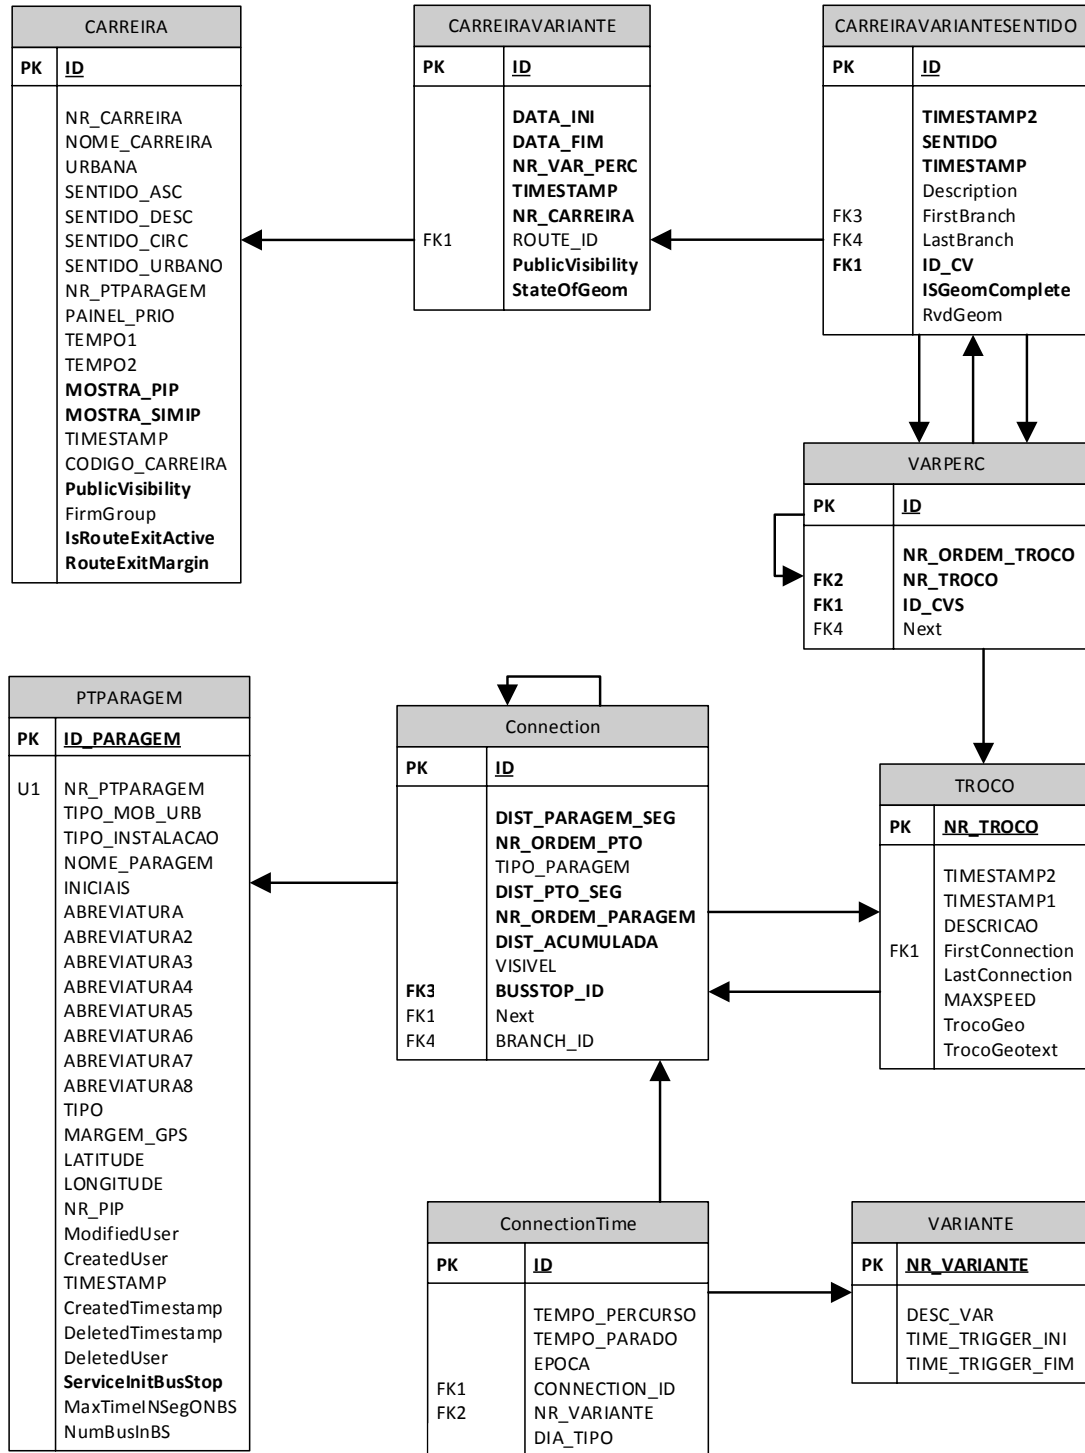 CARREIRA
PK ID
NR_CARREIRA
NOME_CARREIRA
URBANA
SENTIDO_ASC
SENTIDO_DESC
SENTIDO_CIRC
SENTIDO_URBANO
NR_PTPARAGEM
PAINEL_PRIO
TEMPO1
TEMPO2
MOSTRA_PIP
MOSTRA_SIMIP
TIMESTAMP
CODIGO_CARREIRA
PublicVisibility
FirmGroup
IsRouteExitActive
RouteExitMargin
CARREIRAVARIANTE
PK ID
DATA_INI
DATA_FIM
NR_VAR_PERC
TIMESTAMP
NR_CARREIRA
FK1 ROUTE_ID
PublicVisibility
StateOfGeom
CARREIRAVARIANTESENTIDO
PK ID
TIMESTAMP2
SENTIDO
TIMESTAMP
Description
FK3 FirstBranch
FK4 LastBranch
FK1 ID_CV
ISGeomComplete
RvdGeom
VARPERC
PK ID
NR_ORDEM_TROCO
FK2 NR_TROCO
FK1 ID_CVS
FK4 Next
PTPARAGEM
PK ID_PARAGEM
U1 NR_PTPARAGEM
TIPO_MOB_URB
TIPO_INSTALACAO
NOME_PARAGEM
INICIAIS
ABREVIATURA
ABREVIATURA2
ABREVIATURA3
ABREVIATURA4
ABREVIATURA5
ABREVIATURA6
ABREVIATURA7
ABREVIATURA8
TIPO
MARGEM_GPS
LATITUDE
LONGITUDE
NR_PIP
ModifiedUser
CreatedUser
TIMESTAMP
CreatedTimestamp
DeletedTimestamp
DeletedUser
ServiceInitBusStop
MaxTimeINSegONBS
NumBusInBS
Connection
PK ID
DIST_PARAGEM_SEG
NR_ORDEM_PTO
TIPO_PARAGEM
DIST_PTO_SEG
NR_ORDEM_PARAGEM
DIST_ACUMULADA
VISIVEL
FK3 BUSSTOP_ID
FK1 Next
FK4 BRANCH_ID
TROCO
PK NR_TROCO
TIMESTAMP2
TIMESTAMP1
DESCRICAO
FK1 FirstConnection
LastConnection
MAXSPEED
TrocoGeo
TrocoGeotext
ConnectionTime
PK ID
TEMPO_PERCURSO
TEMPO_PARADO
EPOCA
FK1 CONNECTION_ID
FK2 NR_VARIANTE
DIA_TIPO
VARIANTE
PK NR_VARIANTE
DESC_VAR
TIME_TRIGGER_INI
TIME_TRIGGER_FIM